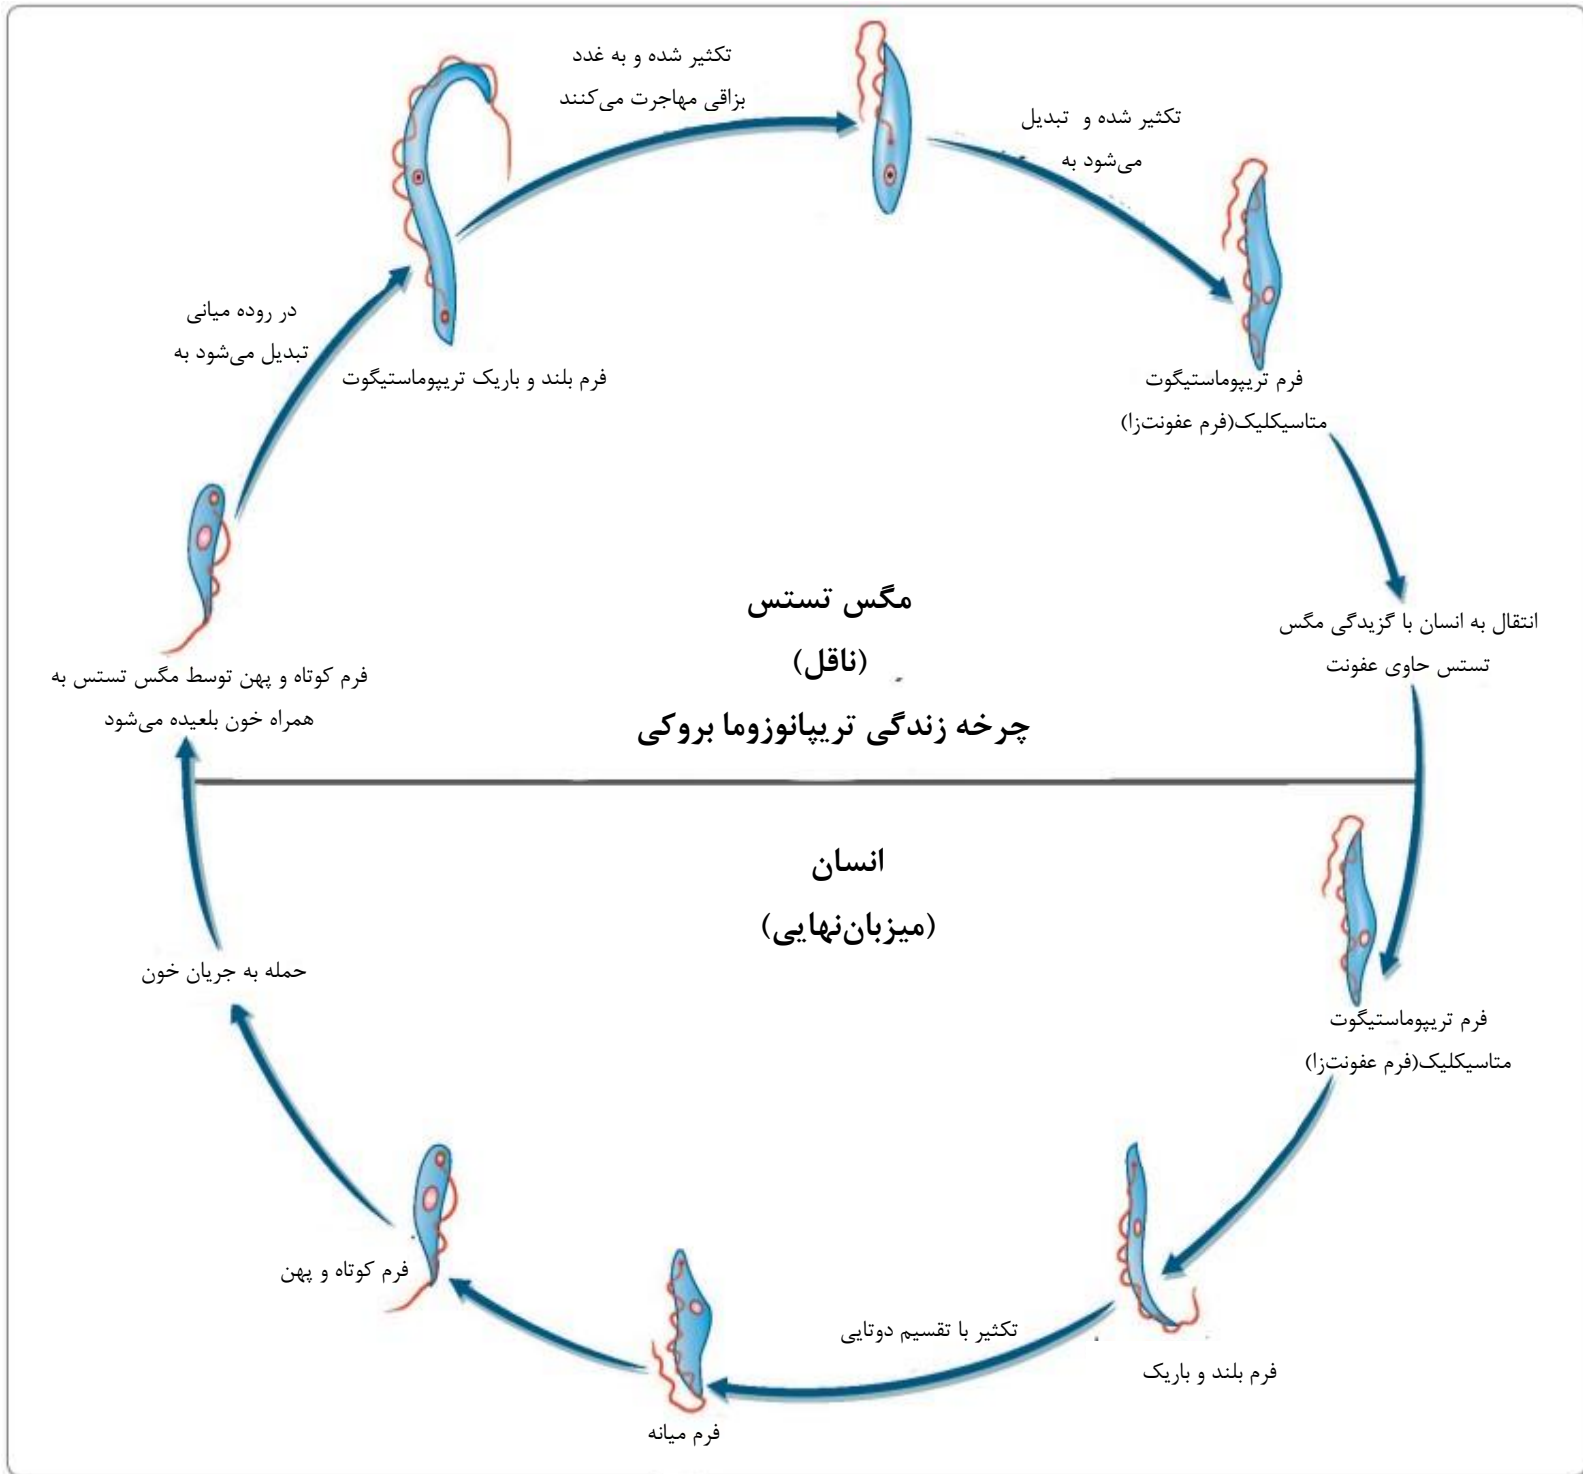 تکثیر شده و به غدد
بزاقی مهاجرت می‌کنند
تکثیر شده و تبدیل
می‌شود به
در روده میانی
تبدیل می‌شود به
فرم بلند و باریک تریپوماستیگوت
فرم تریپوماستیگوت
متاسیکلیک(فرم عفونت‌زا)
مگس تستس
(ناقل)
چرخه زندگی تریپانوزوما بروکی
انتقال به انسان با گزیدگی مگس
تستس حاوی عفونت
فرم کوتاه و پهن توسط مگس تستس به
همراه خون بلعیده می‌شود
انسان
(میزبان‌نهایی)
حمله به جریان خون
فرم تریپوماستیگوت
متاسیکلیک(فرم عفونت‌زا)
فرم کوتاه و پهن
تکثیر با تقسیم دوتایی
فرم بلند و باریک
فرم میانه